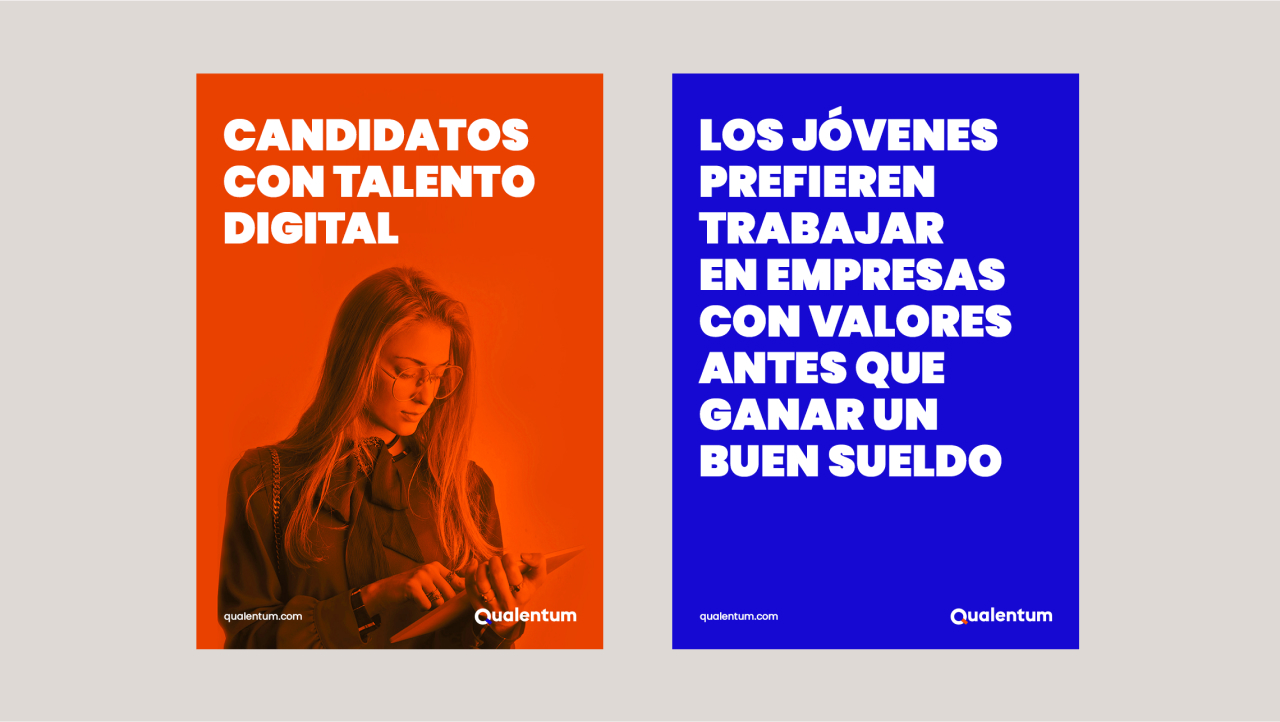 CANDIDATOS
CON TALENTO
DIGITAL
qualentum.com
Qualentum
LOS JÓVENES
PREFIEREN
TRABAJAR
EN EMPRESAS
CON VALORES
ANTES QUE
GANAR UN
BUEN SUELDO
qualentum.com
Qualentum